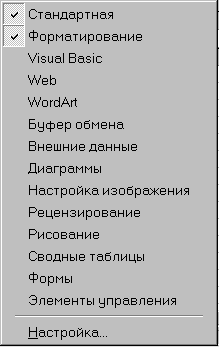 Стандартная
Форматирование
Visual Basic
Web
WordArt
Буфер обмена
Внешние данные
Диаграммы
Настройка изображения
Рецензирование
Рисование
Сводные таблицы
Формы
Элементы управления
Настройка...